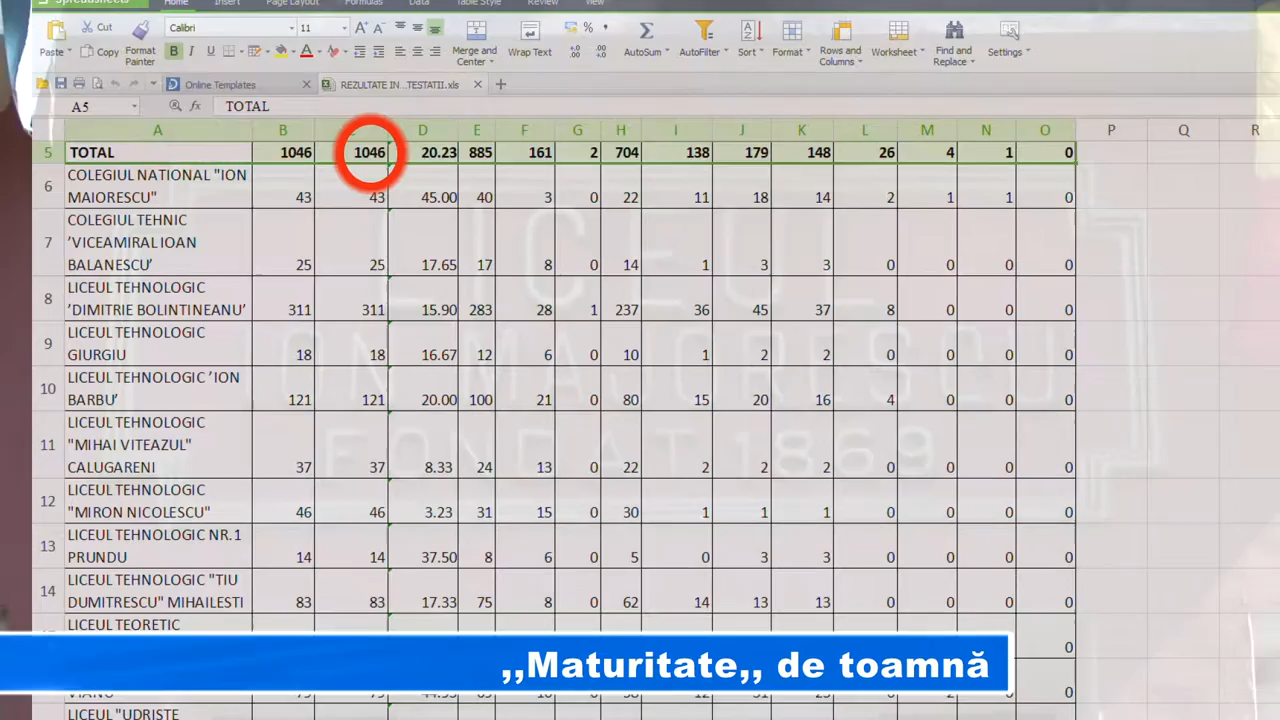 Spreadsheets Home Insert Page Layout Formulas Data Table Style Review View
Cut Calibri 11 AutoSum AutoFilter Sort Format Rows and Columns Worksheet Find and Replace Settings
Paste Copy Format Painter B I U A Merge and Center Wrap Text
Online Templates REZULTATE IN ...TESTATII.xls
A5 fx TOTAL
A B D E F G H I J K L M N O P Q R
5 TOTAL 1046 1046 20.23 885 161 2 704 138 179 148 26 4 1 0
COLEGIUL NATIONAL "ION
6 MAIORESCU" 43 43 45.00 40 3 0 22 11 18 14 2 1 1 0
COLEGIUL TEHNIC
7 ’VICEAMIRAL IOAN
BALANESCU’ 25 25 17.65 17 8 0 14 1 3 3 0 0 0 0
LICEUL TEHNOLOGIC
8 ’DIMITRIE BOLINTINEANU’ 311 311 15.90 283 28 1 237 36 45 37 8 0 0 0
LICEUL TEHNOLOGIC
9 GIURGIU 18 18 16.67 12 6 0 10 1 2 2 0 0 0 0
LICEUL TEHNOLOGIC ’ION
10 BARBU’ 121 121 20.00 100 21 0 80 15 20 16 4 0 0 0
LICEUL TEHNOLOGIC
11 "MIHAI VITEAZUL"
CALUGARENI 37 37 8.33 24 13 0 22 2 2 2 0 0 0 0
LICEUL TEHNOLOGIC
12 "MIRON NICOLESCU" 46 46 3.23 31 15 0 30 1 1 1 0 0 0 0
LICEUL TEHNOLOGIC NR.1
13 PRUNDU 14 14 37.50 8 6 0 5 0 3 3 0 0 0 0
LICEUL TEHNOLOGIC "TIU
14 DUMITRESCU" MIHAILESTI 83 83 17.33 75 8 0 62 14 13 13 0 0 0 0
LICEUL TEORETIC
0
0
LICEUL "UDRISTE
LICEUL
ION MAIORESCU
FONDAT 1869
,,Maturitate,, de toamnă